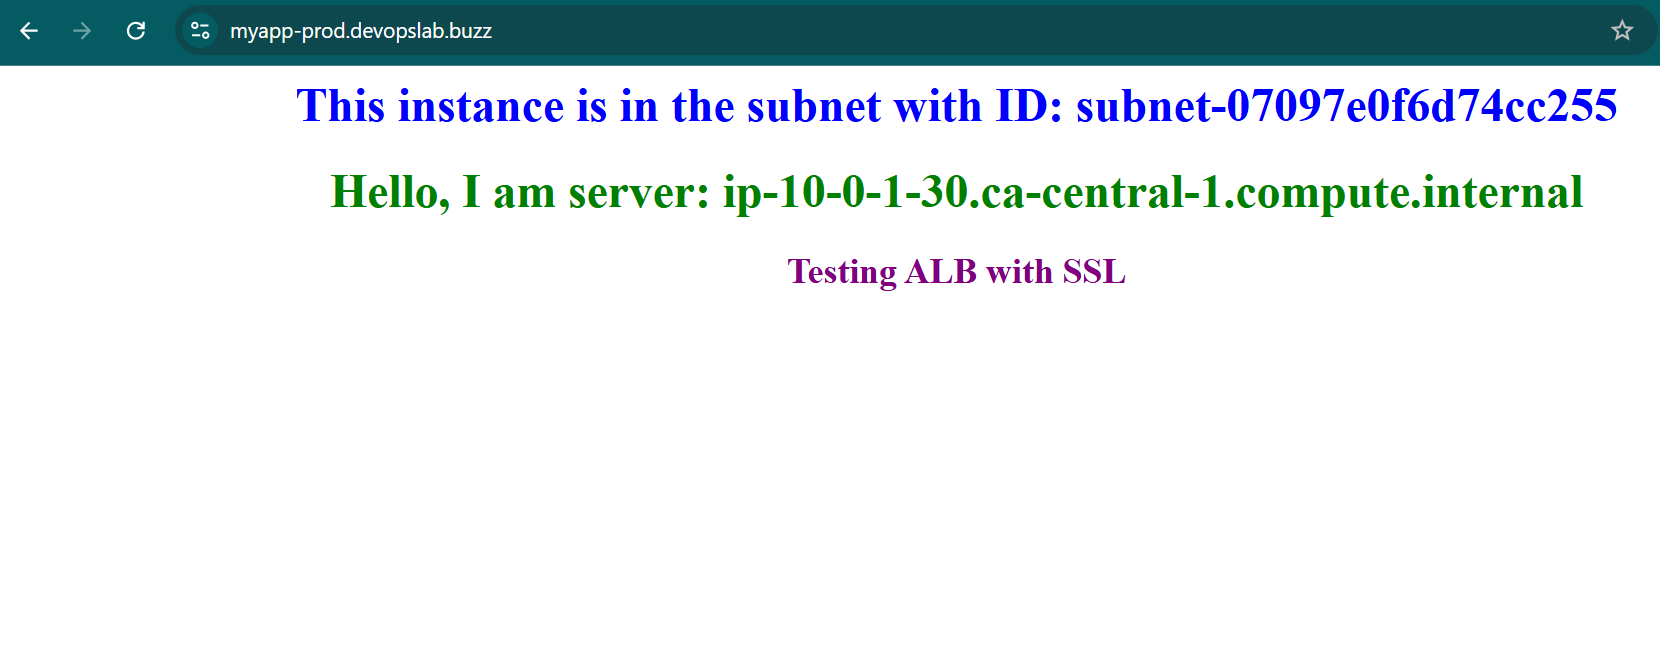 myapp-prod.devopslab.buzz
This instance is in the subnet with ID: subnet-07097e0f6d74cc255
Hello, I am server: ip-10-0-1-30.ca-central-1.compute.internal
Testing ALB with SSL